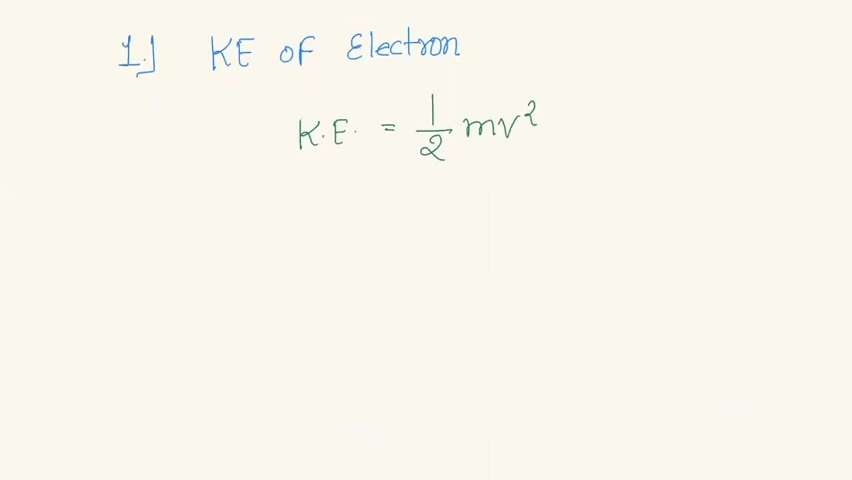 1.] KE of Electron
K.E. = 1/2 mv²